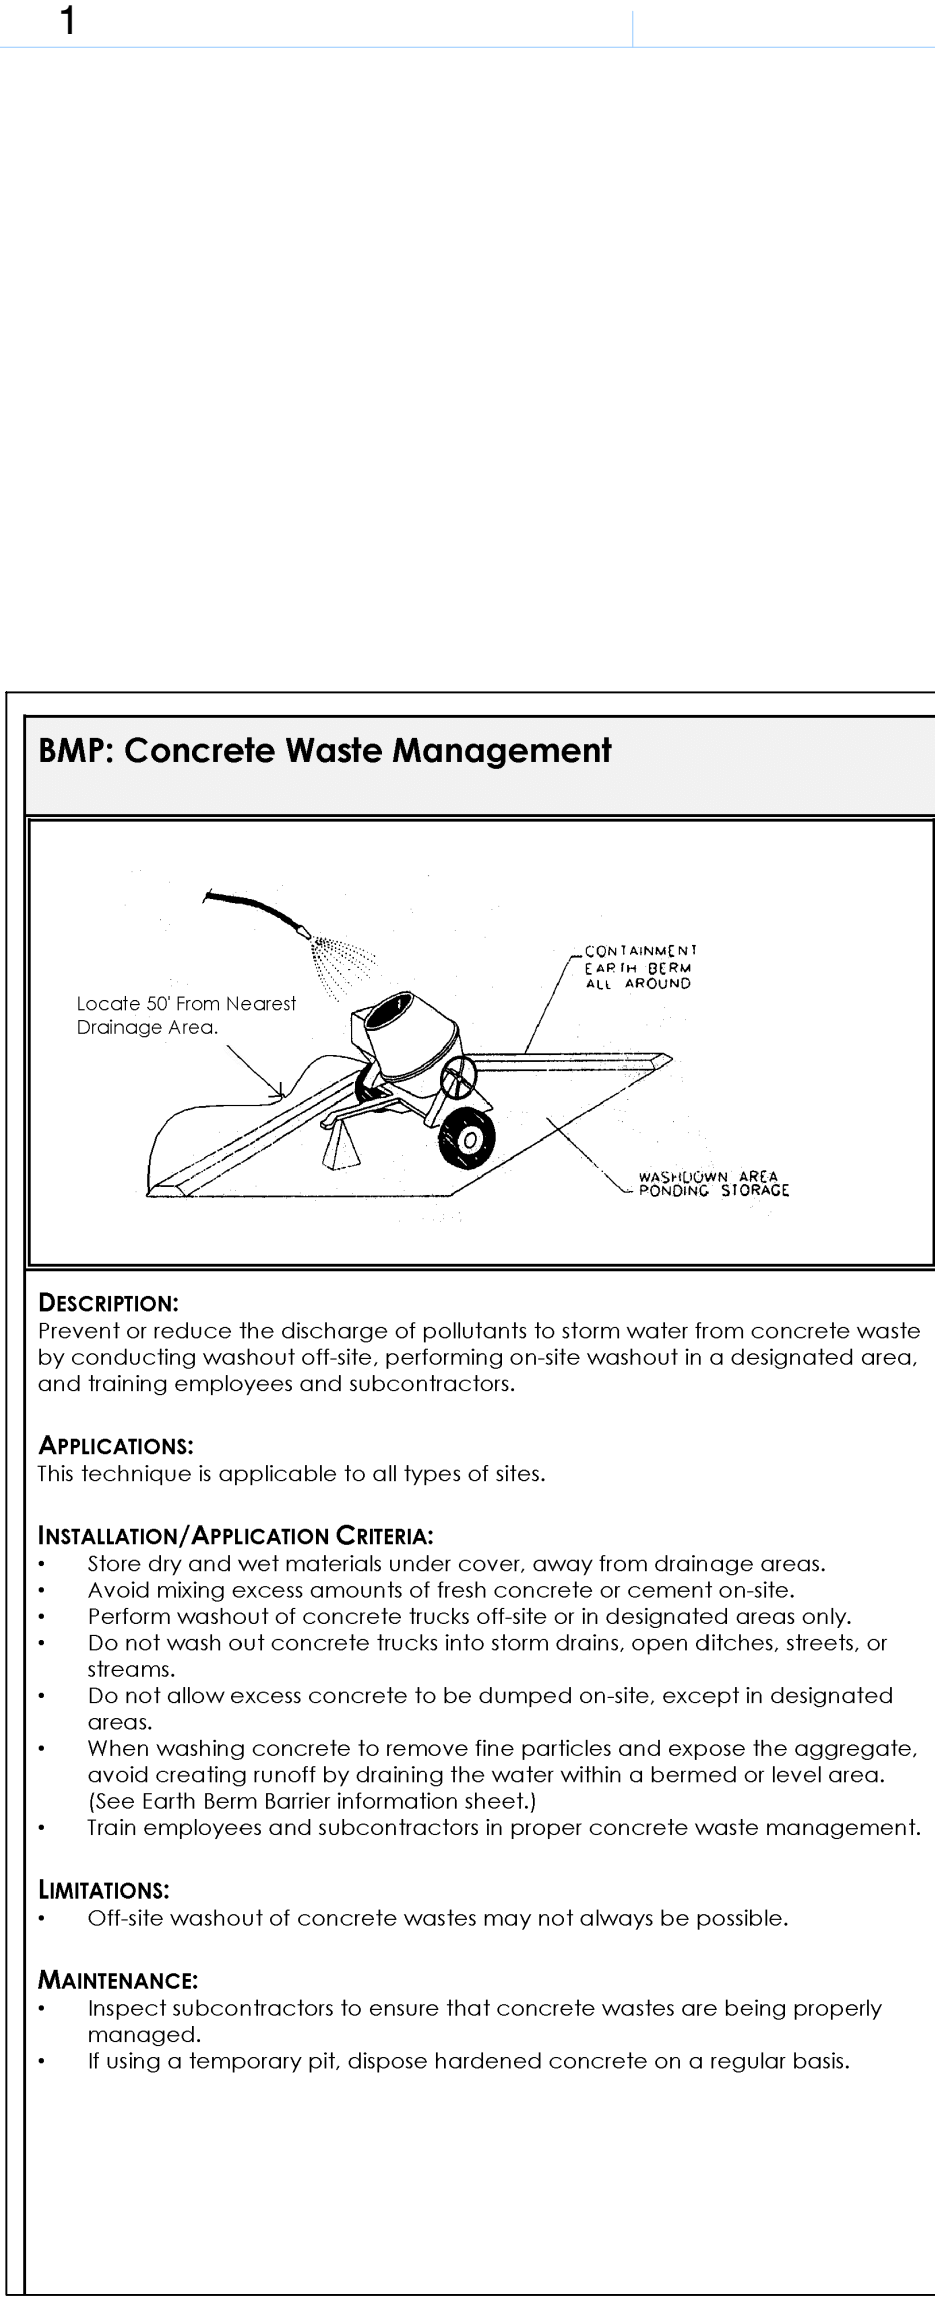 1
BMP: Concrete Waste Management
CONTAINMENT
EARTH BERM
ALL AROUND
Locate 50' From Nearest
Drainage Area.
WASHDOWN AREA
PONDING STORAGE
DESCRIPTION:
Prevent or reduce the discharge of pollutants to storm water from concrete waste
by conducting washout off-site, performing on-site washout in a designated area,
and training employees and subcontractors.
APPLICATIONS:
This technique is applicable to all types of sites.
INSTALLATION/APPLICATION CRITERIA:
• Store dry and wet materials under cover, away from drainage areas.
• Avoid mixing excess amounts of fresh concrete or cement on-site.
• Perform washout of concrete trucks off-site or in designated areas only.
• Do not wash out concrete trucks into storm drains, open ditches, streets, or
streams.
• Do not allow excess concrete to be dumped on-site, except in designated
areas.
• When washing concrete to remove fine particles and expose the aggregate,
avoid creating runoff by draining the water within a bermed or level area.
(See Earth Berm Barrier information sheet.)
• Train employees and subcontractors in proper concrete waste management.
LIMITATIONS:
• Off-site washout of concrete wastes may not always be possible.
MAINTENANCE:
• Inspect subcontractors to ensure that concrete wastes are being properly
managed.
• If using a temporary pit, dispose hardened concrete on a regular basis.